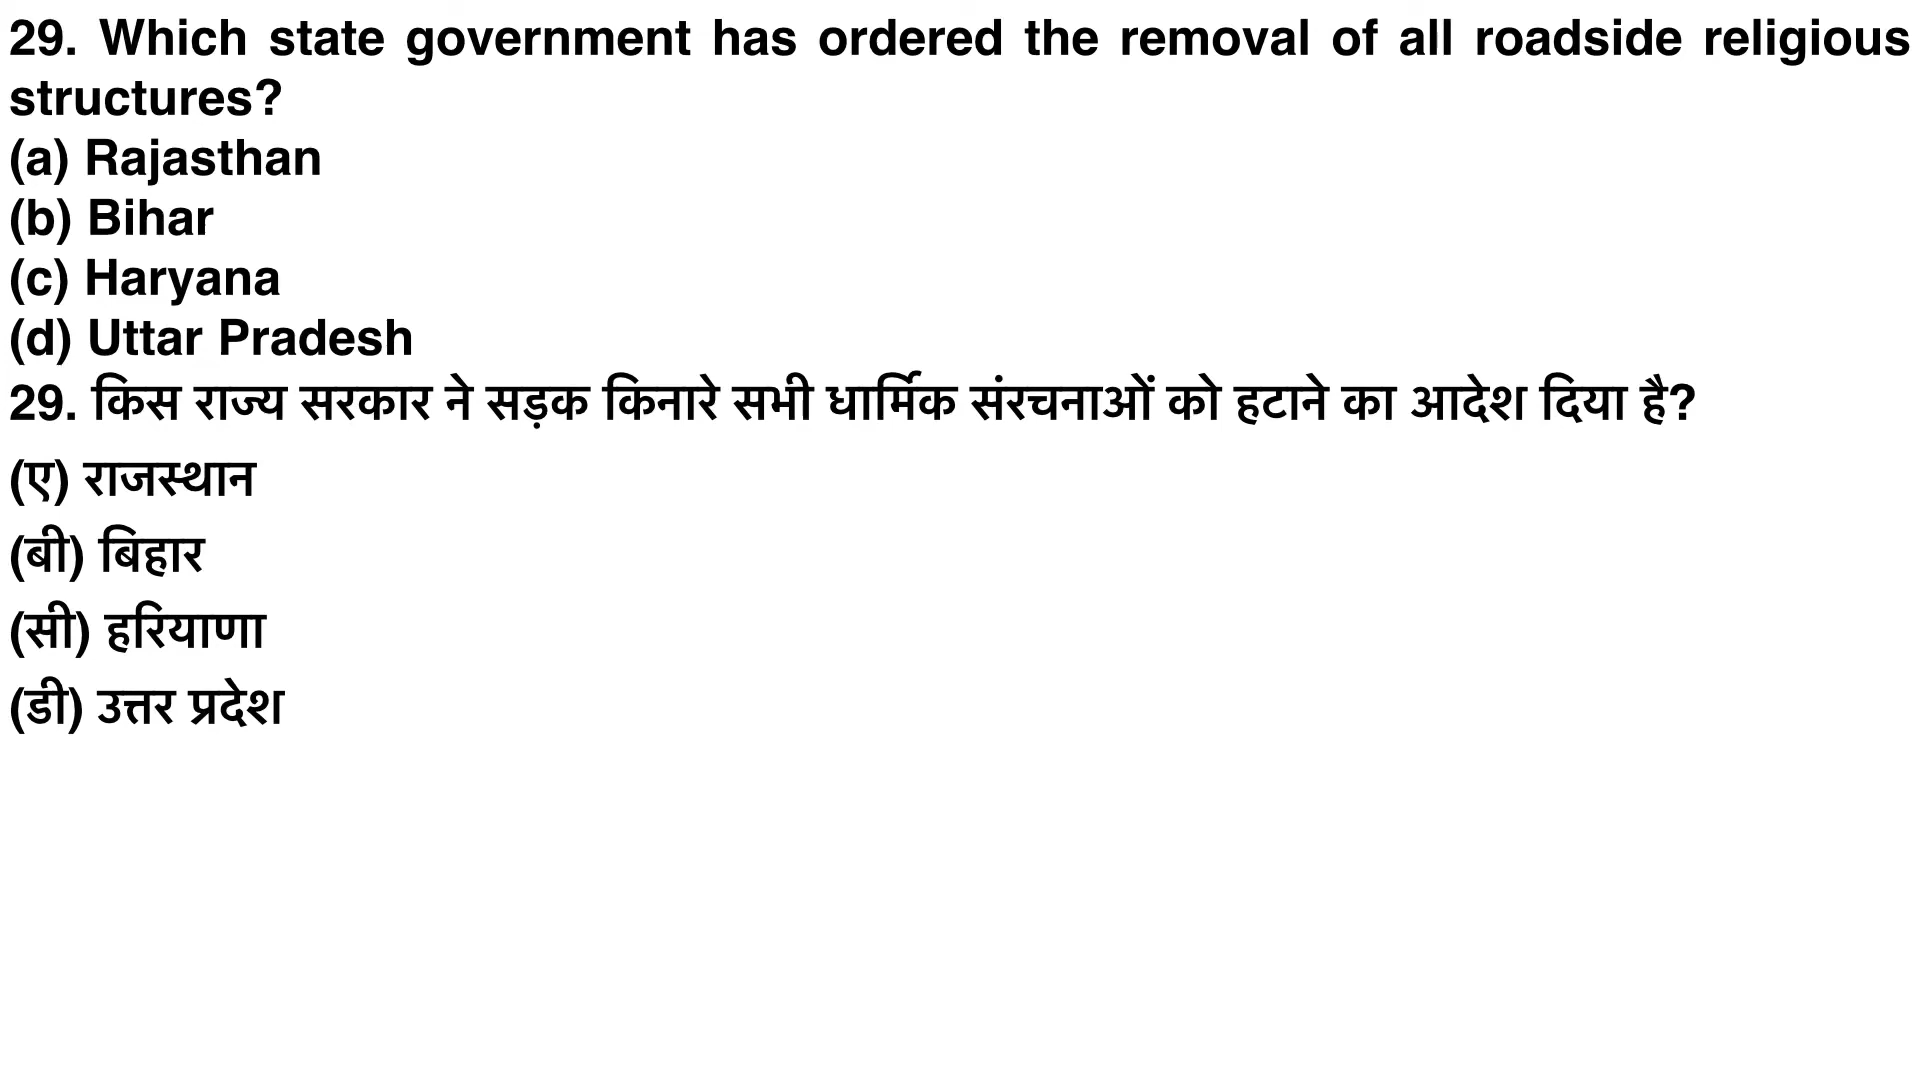 29. Which state government has ordered the removal of all roadside religious
structures?
(a) Rajasthan
(b) Bihar
(c) Haryana
(d) Uttar Pradesh
29. किस राज्य सरकार ने सड़क किनारे सभी धार्मिक संरचनाओं को हटाने का आदेश दिया है?
(ए) राजस्थान
(बी) बिहार
(सी) हरियाणा
(डी) उत्तर प्रदेश